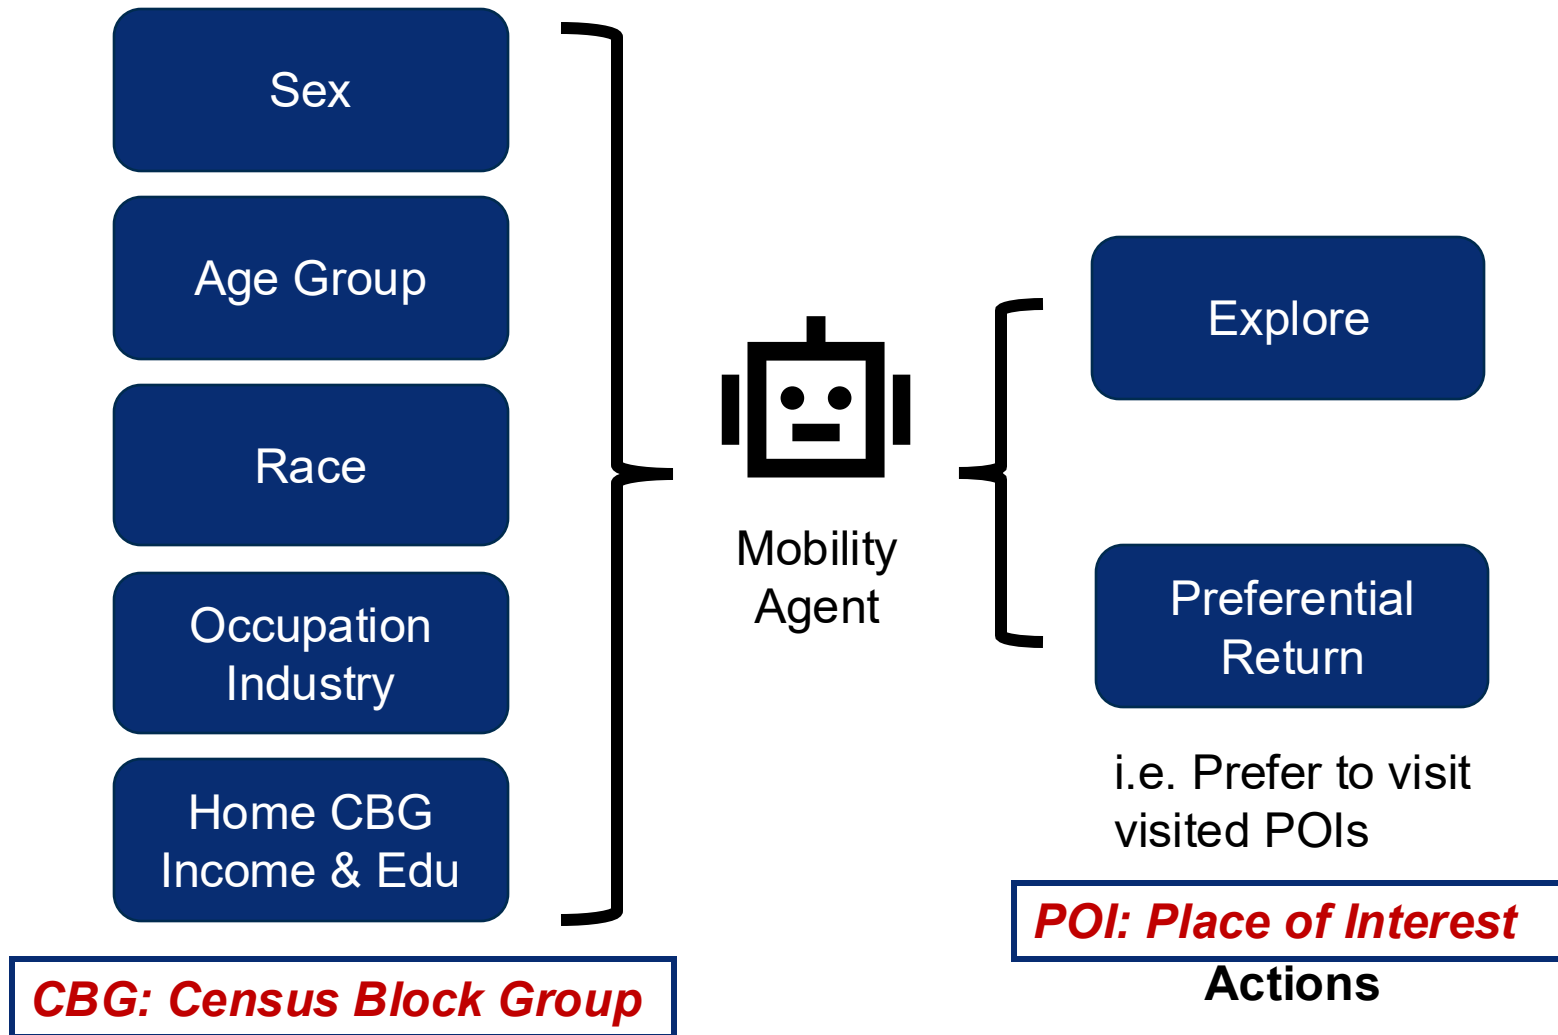 Sex
Age Group
Race
Occupation
Industry
Home CBG
Income & Edu
CBG: Census Block Group
Mobility
Agent
Explore
Preferential
Return
i.e. Prefer to visit
visited POIs
POI: Place of Interest
Actions